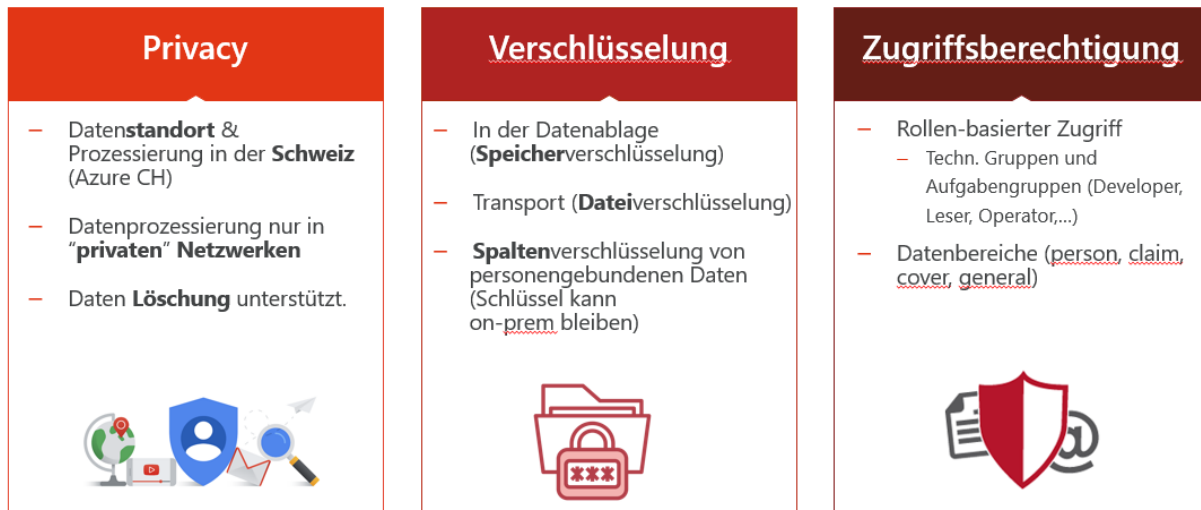 Privacy
– Datenstandort &
Prozessierung in der Schweiz
(Azure CH)
– Datenprozessierung nur in
“privaten” Netzwerken
– Daten Löschung unterstützt.
Verschlüsselung
– In der Datenablage
(Speicherverschlüsselung)
– Transport (Dateiverschlüsselung)
– Spaltenverschlüsselung von
personengebundenen Daten
(Schlüssel kann
on-prem bleiben)
***
Zugriffsberechtigung
– Rollen-basierter Zugriff
– Techn. Gruppen und
Aufgabengruppen (Developer,
Leser, Operator,...)
– Datenbereiche (person, claim,
cover, general)
@